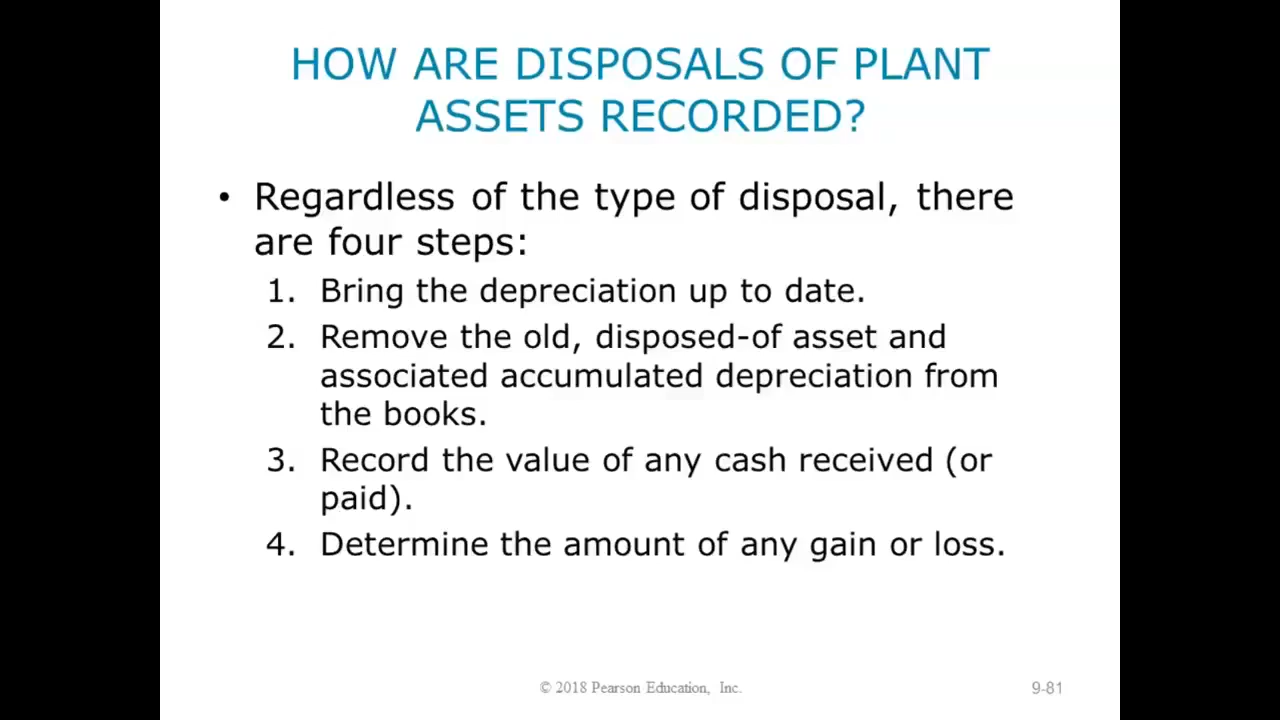 HOW ARE DISPOSALS OF PLANT
ASSETS RECORDED?
• Regardless of the type of disposal, there
are four steps:
1. Bring the depreciation up to date.
2. Remove the old, disposed-of asset and
associated accumulated depreciation from
the books.
3. Record the value of any cash received (or
paid).
4. Determine the amount of any gain or loss.
© 2018 Pearson Education, Inc.
9-81